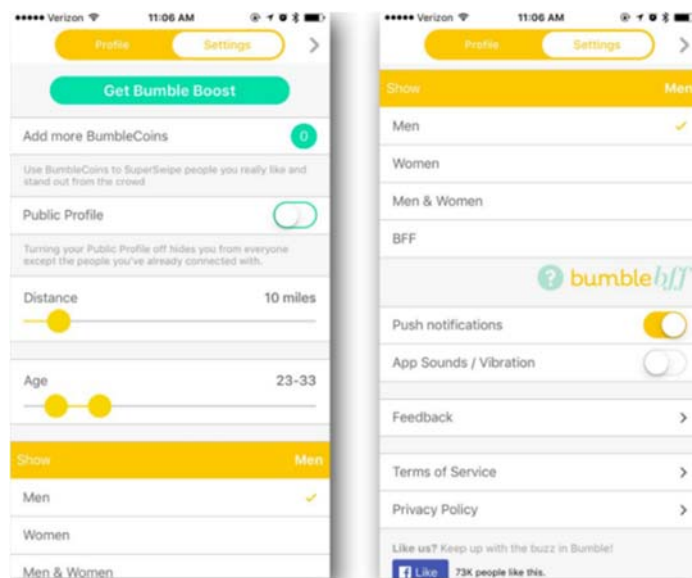 Verizon 11:06 AM
Profile Settings
Get Bumble Boost
Add more BumbleCoins 0
Use BumbleCoins to SuperSwipe people you really like and
stand out from the crowd
Public Profile
Turning your Public Profile off hides you from everyone
except the people you've already connected with.
Distance 10 miles
Age 23-33
Show Men
Men
Women
Men & Women
Verizon 11:06 AM
Profile Settings
Show Men
Men
Women
Men & Women
BFF
? bumble bff
Push notifications
App Sounds / Vibration
Feedback
Terms of Service
Privacy Policy
Like us? Keep up with the buzz in Bumble!
f Like 73K people like this.